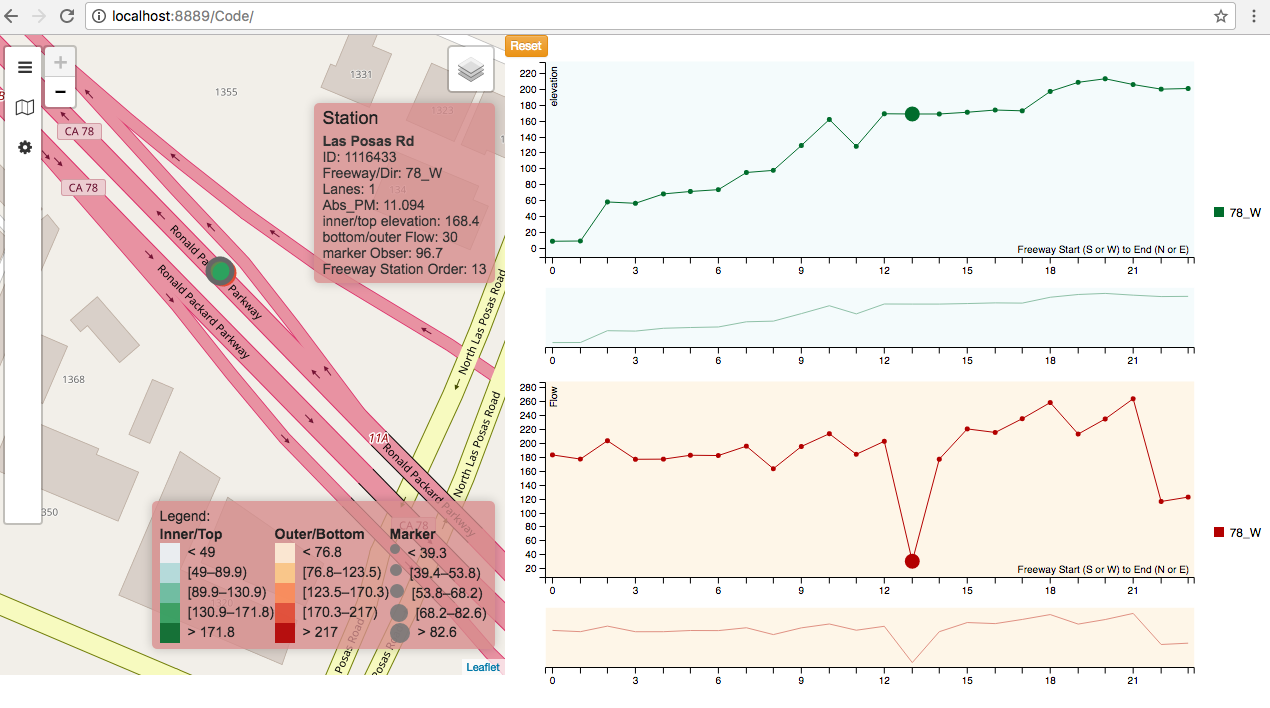 localhost:8889/Code/
+
−
1331
1355
1323
CA 78
CA 78
Station
Las Posas Rd
ID: 1116433
Freeway/Dir: 78_W
Lanes: 1
Abs_PM: 11.094
inner/top elevation: 168.4
bottom/outer Flow: 30
marker Obser: 96.7
Freeway Station Order: 13
Ronald Packard Parkway
Ronald Packard Parkway
North Las Posas Road
North Las Posas Road
1368
11A
Ronald Packard Parkway
CA 78
Legend:
Inner/Top Outer/Bottom Marker
< 49 < 76.8 < 39.3
[49–89.9) [76.8–123.5) [39.4–53.8)
[89.9–130.9) [123.5–170.3) [53.8–68.2)
[130.9–171.8) [170.3–217) [68.2–82.6)
> 171.8 > 217 > 82.6
Posas Road
Leaflet
Reset
elevation
220
200
180
160
140
120
100
80
60
40
20
0
Freeway Start (S or W) to End (N or E)
0 3 6 9 12 15 18 21
78_W
0 3 6 9 12 15 18 21
Flow
280
260
240
220
200
180
160
140
120
100
80
60
40
20
Freeway Start (S or W) to End (N or E)
0 3 6 9 12 15 18 21
78_W
0 3 6 9 12 15 18 21